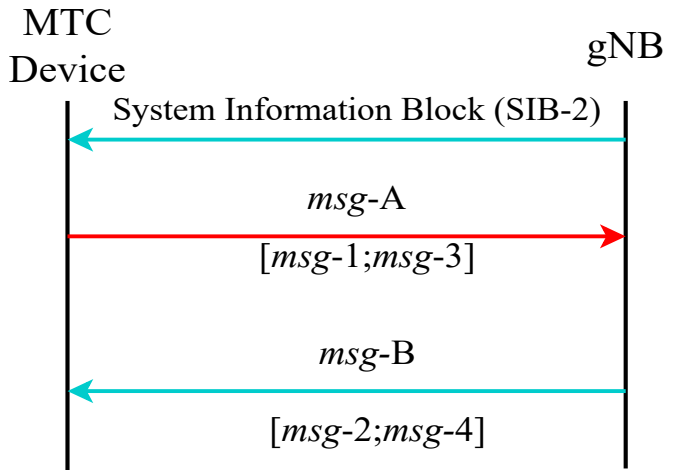 MTC
Device
gNB
System Information Block (SIB-2)
msg-A
[msg-1;msg-3]
msg-B
[msg-2;msg-4]